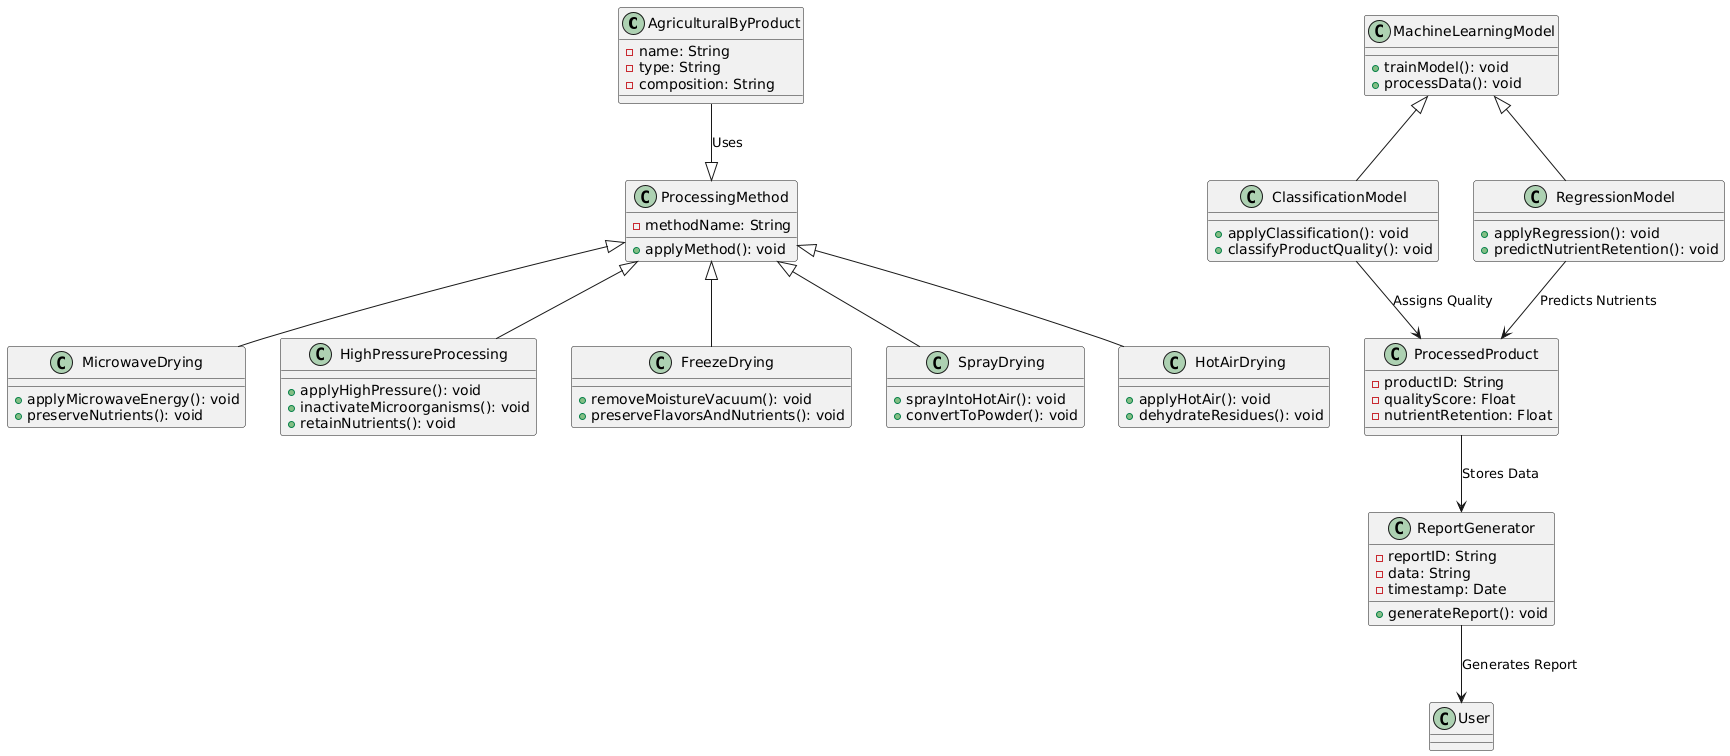 C AgriculturalByProduct
name: String
type: String
composition: String
Uses
C ProcessingMethod
methodName: String
applyMethod(): void
C MicrowaveDrying
applyMicrowaveEnergy(): void
preserveNutrients(): void
C HighPressureProcessing
applyHighPressure(): void
inactivateMicroorganisms(): void
retainNutrients(): void
C FreezeDrying
removeMoistureVacuum(): void
preserveFlavorsAndNutrients(): void
C SprayDrying
sprayIntoHotAir(): void
convertToPowder(): void
C HotAirDrying
applyHotAir(): void
dehydrateResidues(): void
C MachineLearningModel
trainModel(): void
processData(): void
C ClassificationModel
applyClassification(): void
classifyProductQuality(): void
C RegressionModel
applyRegression(): void
predictNutrientRetention(): void
Assigns Quality
Predicts Nutrients
C ProcessedProduct
productID: String
qualityScore: Float
nutrientRetention: Float
Stores Data
C ReportGenerator
reportID: String
data: String
timestamp: Date
generateReport(): void
Generates Report
C User